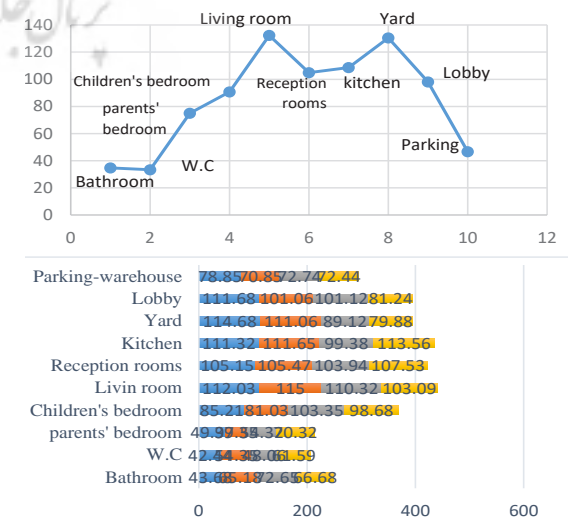 140
120
100
80
60
40
20
0
Living room
Yard
Children's bedroom
Reception
rooms
kitchen
Lobby
parents'
bedroom
Parking
W.C
Bathroom
0 2 4 6 8 10 12
Parking-warehouse 78.85 70.85 72.74 72.44
Lobby 111.68 101.06 101.12 81.24
Yard 114.68 111.06 89.12 79.88
Kitchen 111.32 111.65 99.38 113.56
Reception rooms 105.15 105.47 103.94 107.53
Livin room 112.03 115 110.32 103.09
Children's bedroom 85.21 81.03 103.35 98.68
parents' bedroom
W.C 61.59
Bathroom 65.18 72.65 66.68
0 200 400 600